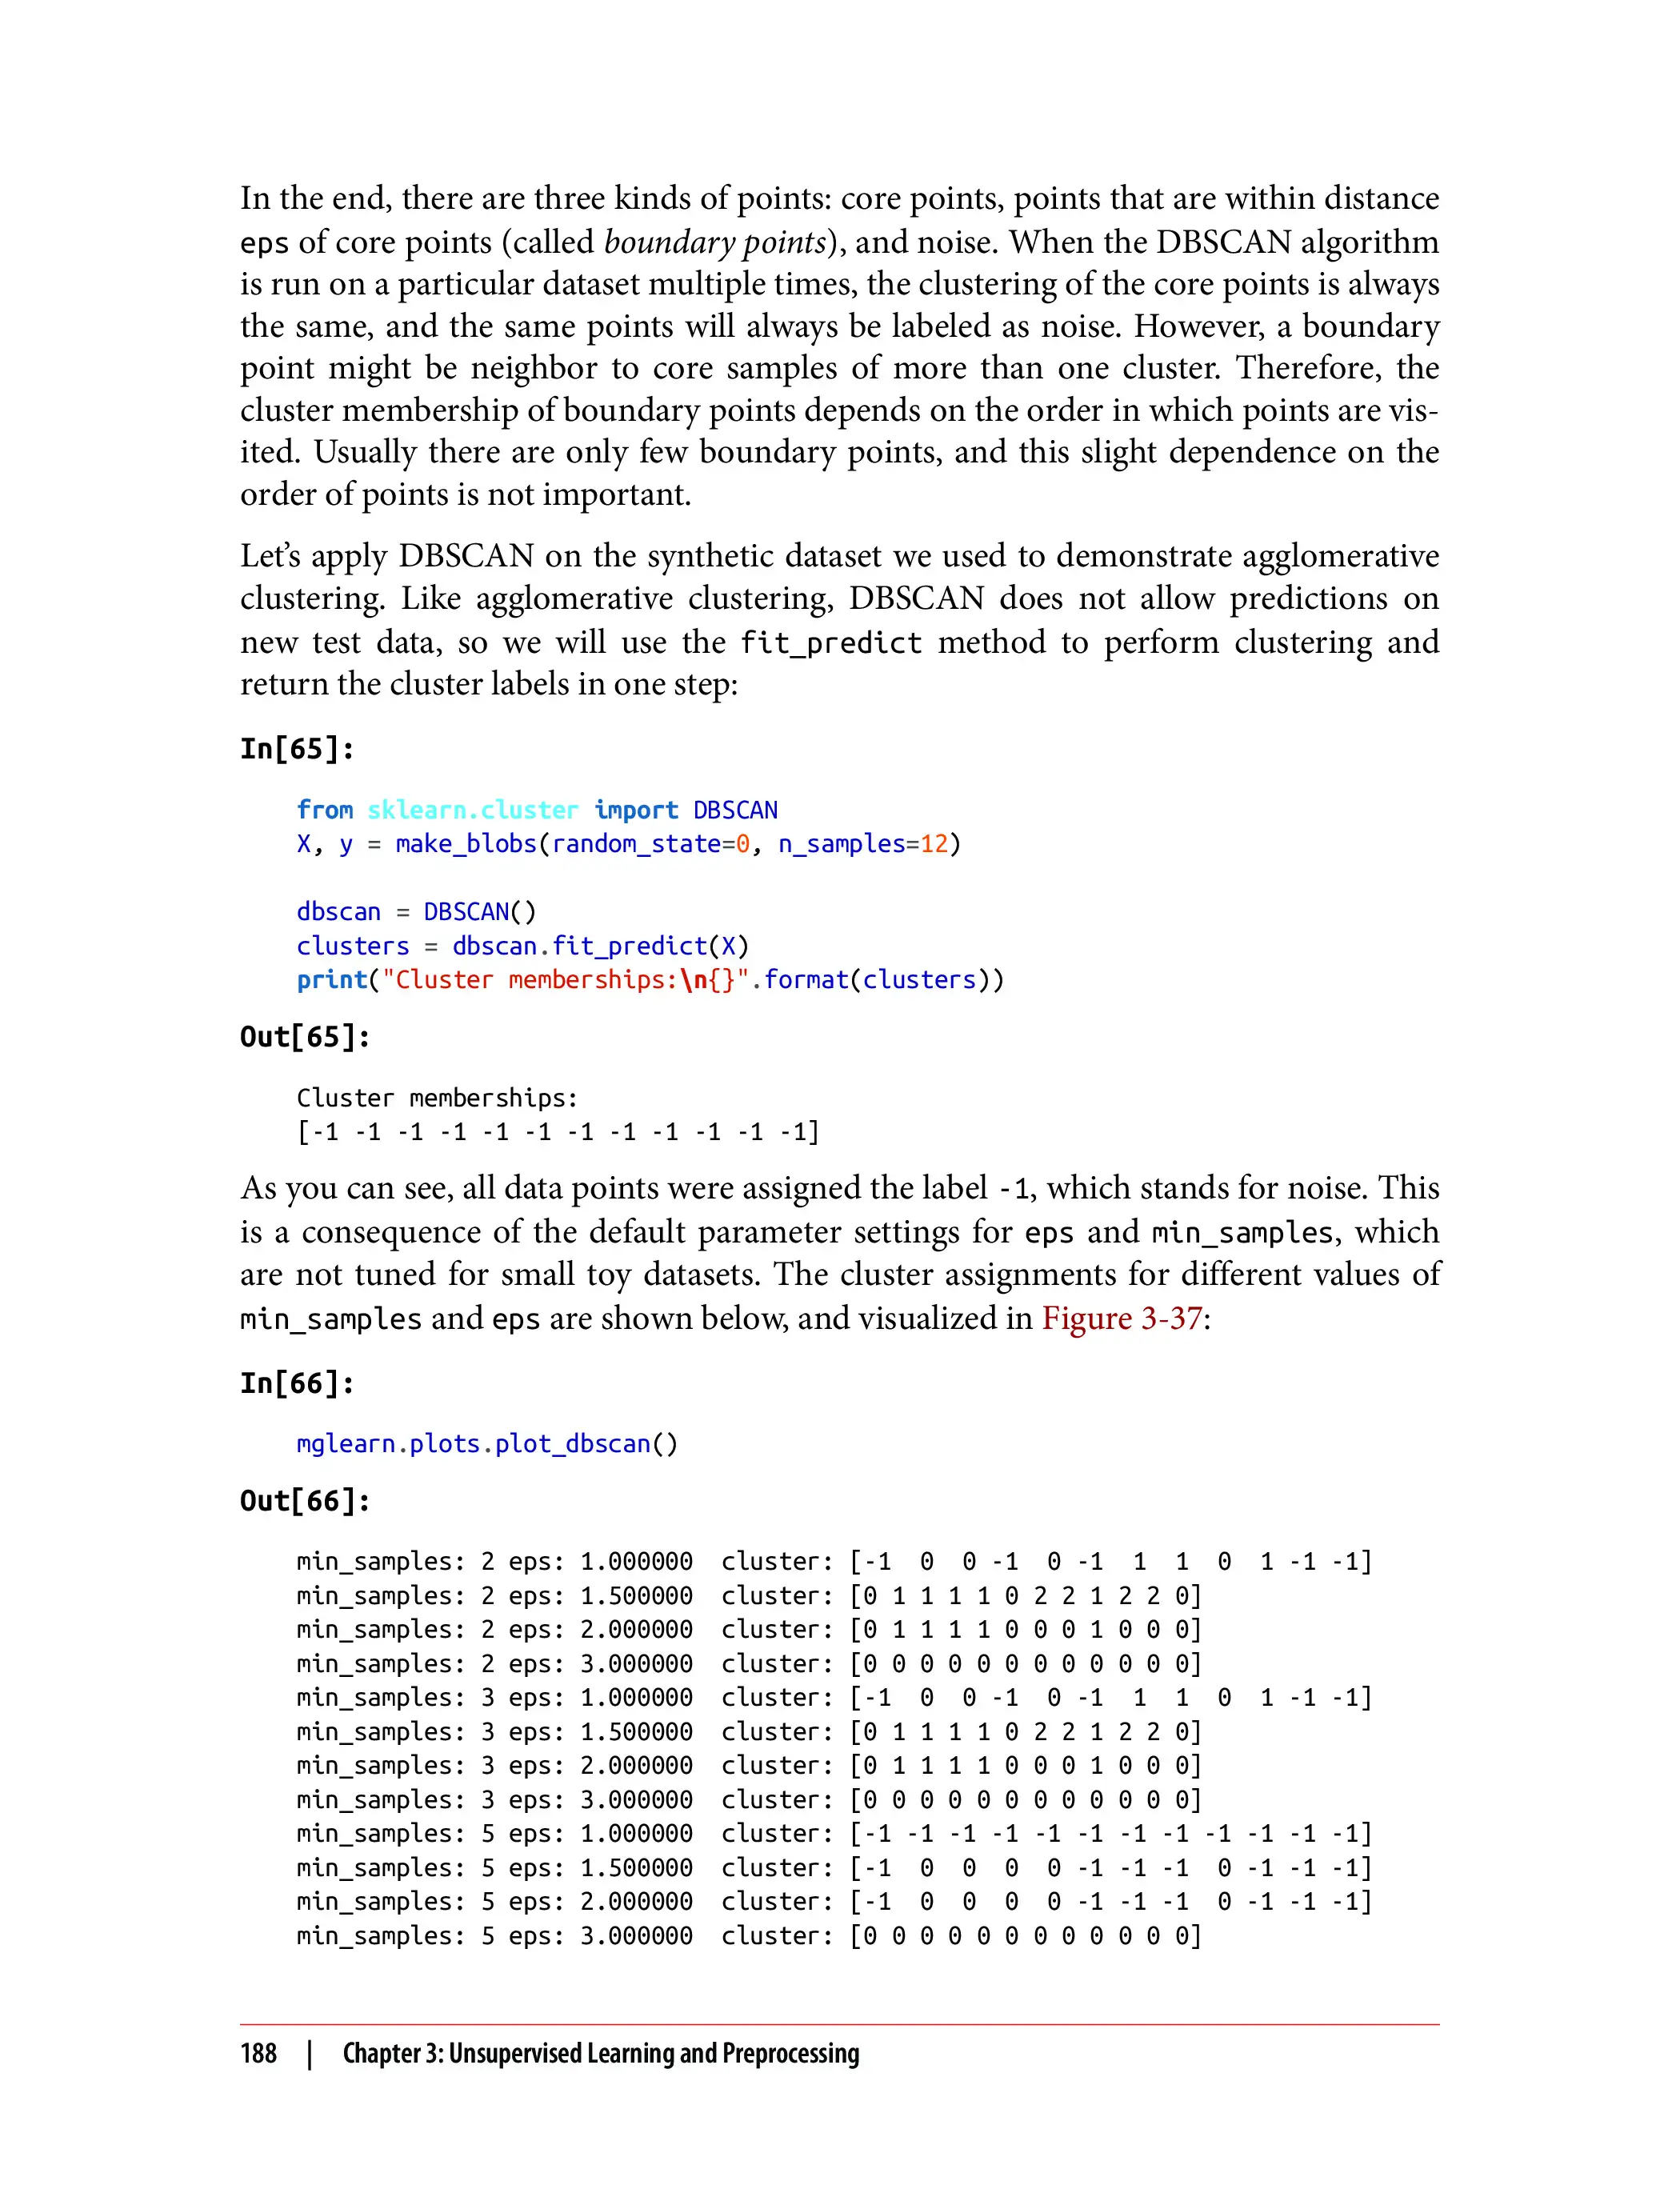 In the end, there are three kinds of points: core points, points that are within distance
eps of core points (called boundary points), and noise. When the DBSCAN algorithm
is run on a particular dataset multiple times, the clustering of the core points is always
the same, and the same points will always be labeled as noise. However, a boundary
point might be neighbor to core samples of more than one cluster. Therefore, the
cluster membership of boundary points depends on the order in which points are vis-
ited. Usually there are only few boundary points, and this slight dependence on the
order of points is not important.
Let’s apply DBSCAN on the synthetic dataset we used to demonstrate agglomerative
clustering. Like agglomerative clustering, DBSCAN does not allow predictions on
new test data, so we will use the fit_predict method to perform clustering and
return the cluster labels in one step:
In[65]:
from sklearn.cluster import DBSCAN
X, y = make_blobs(random_state=0, n_samples=12)
dbscan = DBSCAN()
clusters = dbscan.fit_predict(X)
print("Cluster memberships:\n{}".format(clusters))
Out[65]:
Cluster memberships:
[-1 -1 -1 -1 -1 -1 -1 -1 -1 -1 -1 -1]
As you can see, all data points were assigned the label -1, which stands for noise. This
is a consequence of the default parameter settings for eps and min_samples, which
are not tuned for small toy datasets. The cluster assignments for different values of
min_samples and eps are shown below, and visualized in Figure 3-37:
In[66]:
mglearn.plots.plot_dbscan()
Out[66]:
min_samples: 2 eps: 1.000000  cluster: [-1  0  0 -1  0 -1  1  1  0  1 -1 -1]
min_samples: 2 eps: 1.500000  cluster: [0 1 1 1 1 0 2 2 1 2 2 0]
min_samples: 2 eps: 2.000000  cluster: [0 1 1 1 1 0 0 0 1 0 0 0]
min_samples: 2 eps: 3.000000  cluster: [0 0 0 0 0 0 0 0 0 0 0 0]
min_samples: 3 eps: 1.000000  cluster: [-1  0  0 -1  0 -1  1  1  0  1 -1 -1]
min_samples: 3 eps: 1.500000  cluster: [0 1 1 1 1 0 2 2 1 2 2 0]
min_samples: 3 eps: 2.000000  cluster: [0 1 1 1 1 0 0 0 1 0 0 0]
min_samples: 3 eps: 3.000000  cluster: [0 0 0 0 0 0 0 0 0 0 0 0]
min_samples: 5 eps: 1.000000  cluster: [-1 -1 -1 -1 -1 -1 -1 -1 -1 -1 -1 -1]
min_samples: 5 eps: 1.500000  cluster: [-1  0  0  0  0 -1 -1 -1  0 -1 -1 -1]
min_samples: 5 eps: 2.000000  cluster: [-1  0  0  0  0 -1 -1 -1  0 -1 -1 -1]
min_samples: 5 eps: 3.000000  cluster: [0 0 0 0 0 0 0 0 0 0 0 0]
188 | Chapter 3: Unsupervised Learning and Preprocessing